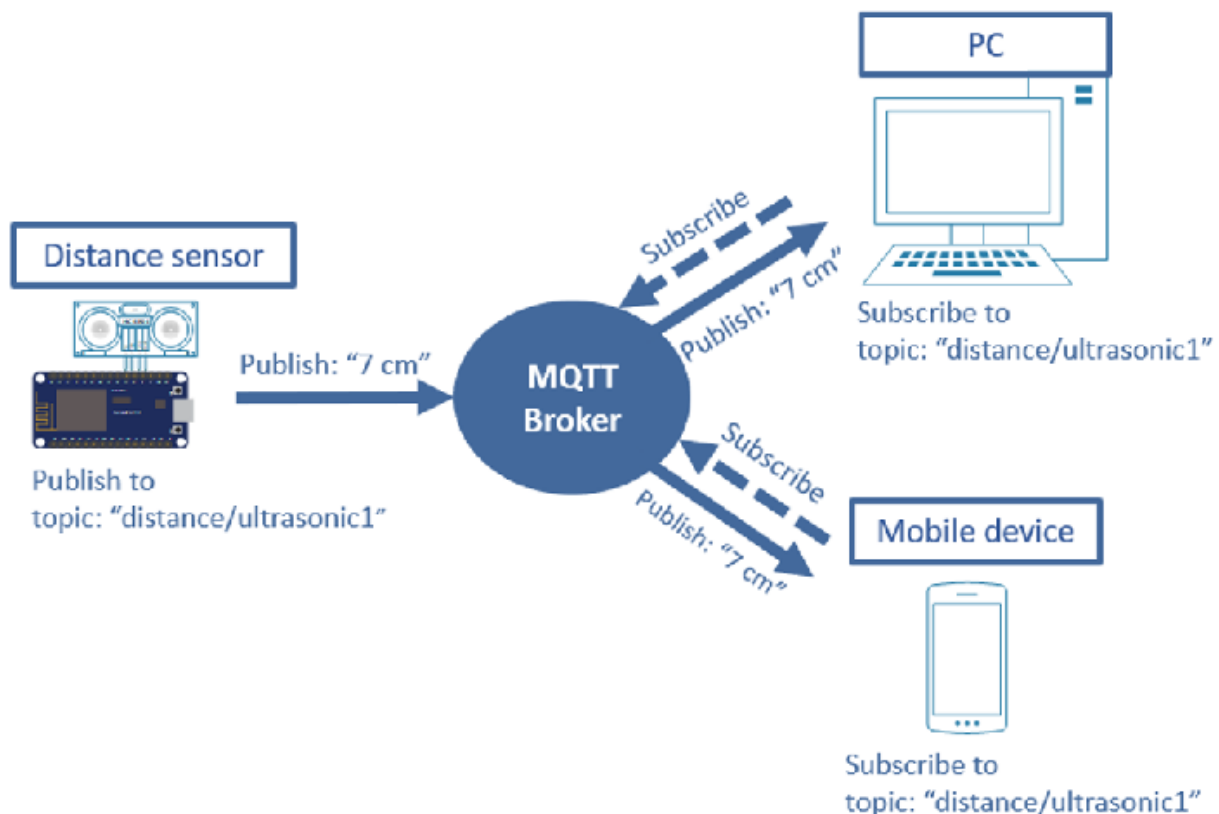 PC
Distance sensor
Subscribe
Publish: “7 cm”
Publish: “7 cm”
MQTT
Broker
Subscribe to
topic: “distance/ultrasonic1”
Publish to
topic: “distance/ultrasonic1”
Subscribe
Publish: “7 cm”
Mobile device
Subscribe to
topic: “distance/ultrasonic1”